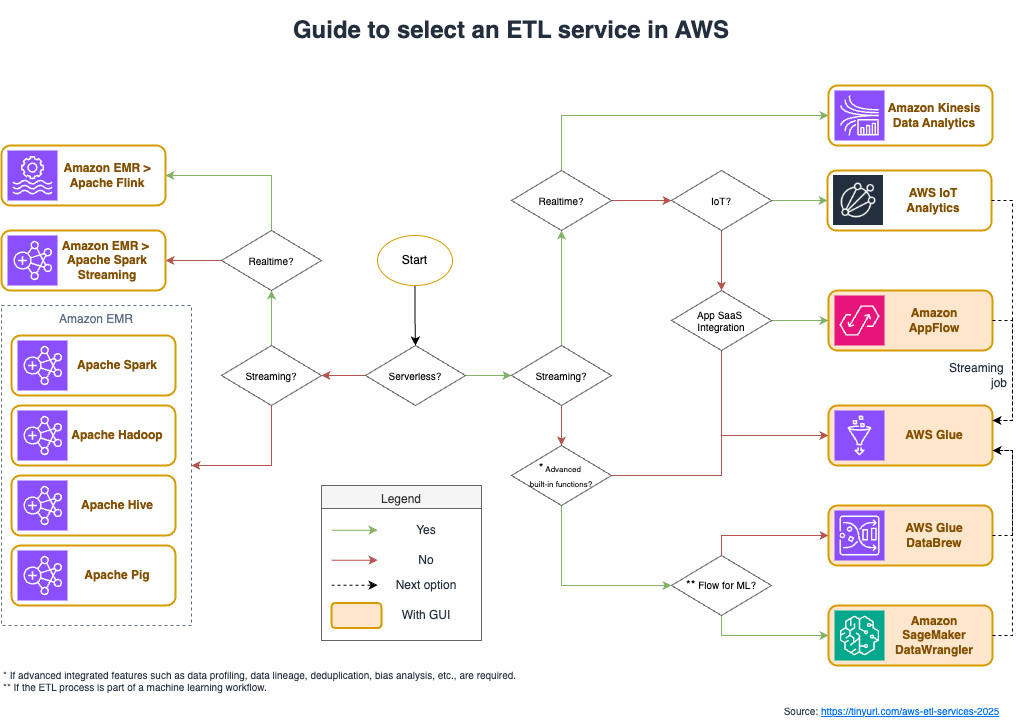 Guide to select an ETL service in AWS
Amazon Kinesis
Data Analytics
Amazon EMR >
Apache Flink
Realtime?
IoT?
AWS IoT
Analytics
Amazon EMR >
Apache Spark
Streaming
Realtime?
Start
Amazon EMR
App SaaS
Integration
Amazon
AppFlow
Apache Spark
Streaming?
Serverless?
Streaming?
Streaming
job
Apache Hadoop
AWS Glue
* Advanced
built-in functions?
Apache Hive
Legend
Yes
No
Next option
With GUI
AWS Glue
DataBrew
Apache Pig
** Flow for ML?
Amazon
SageMaker
DataWrangler
* If advanced integrated features such as data profiling, data lineage, deduplication, bias analysis, etc., are required.
** If the ETL process is part of a machine learning workflow.
Source: https://tinyurl.com/aws-etl-services-2025